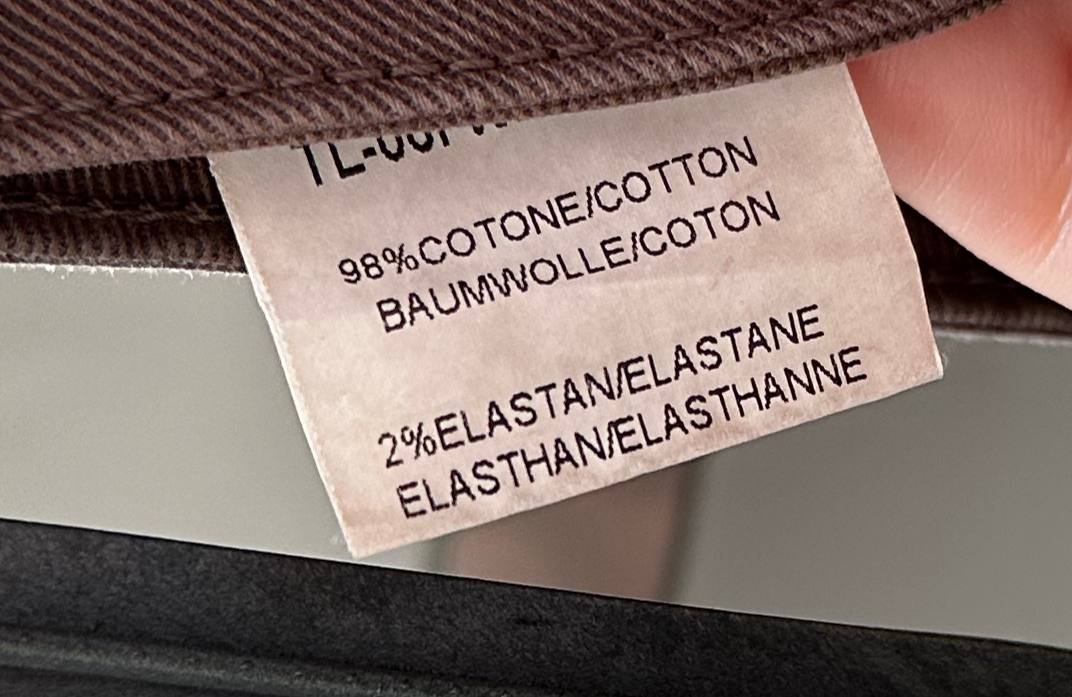 98%COTONE/COTTON
BAUMWOLLE/COTON
2%ELASTAN/ELASTANE
ELASTHAN/ELASTHANNE